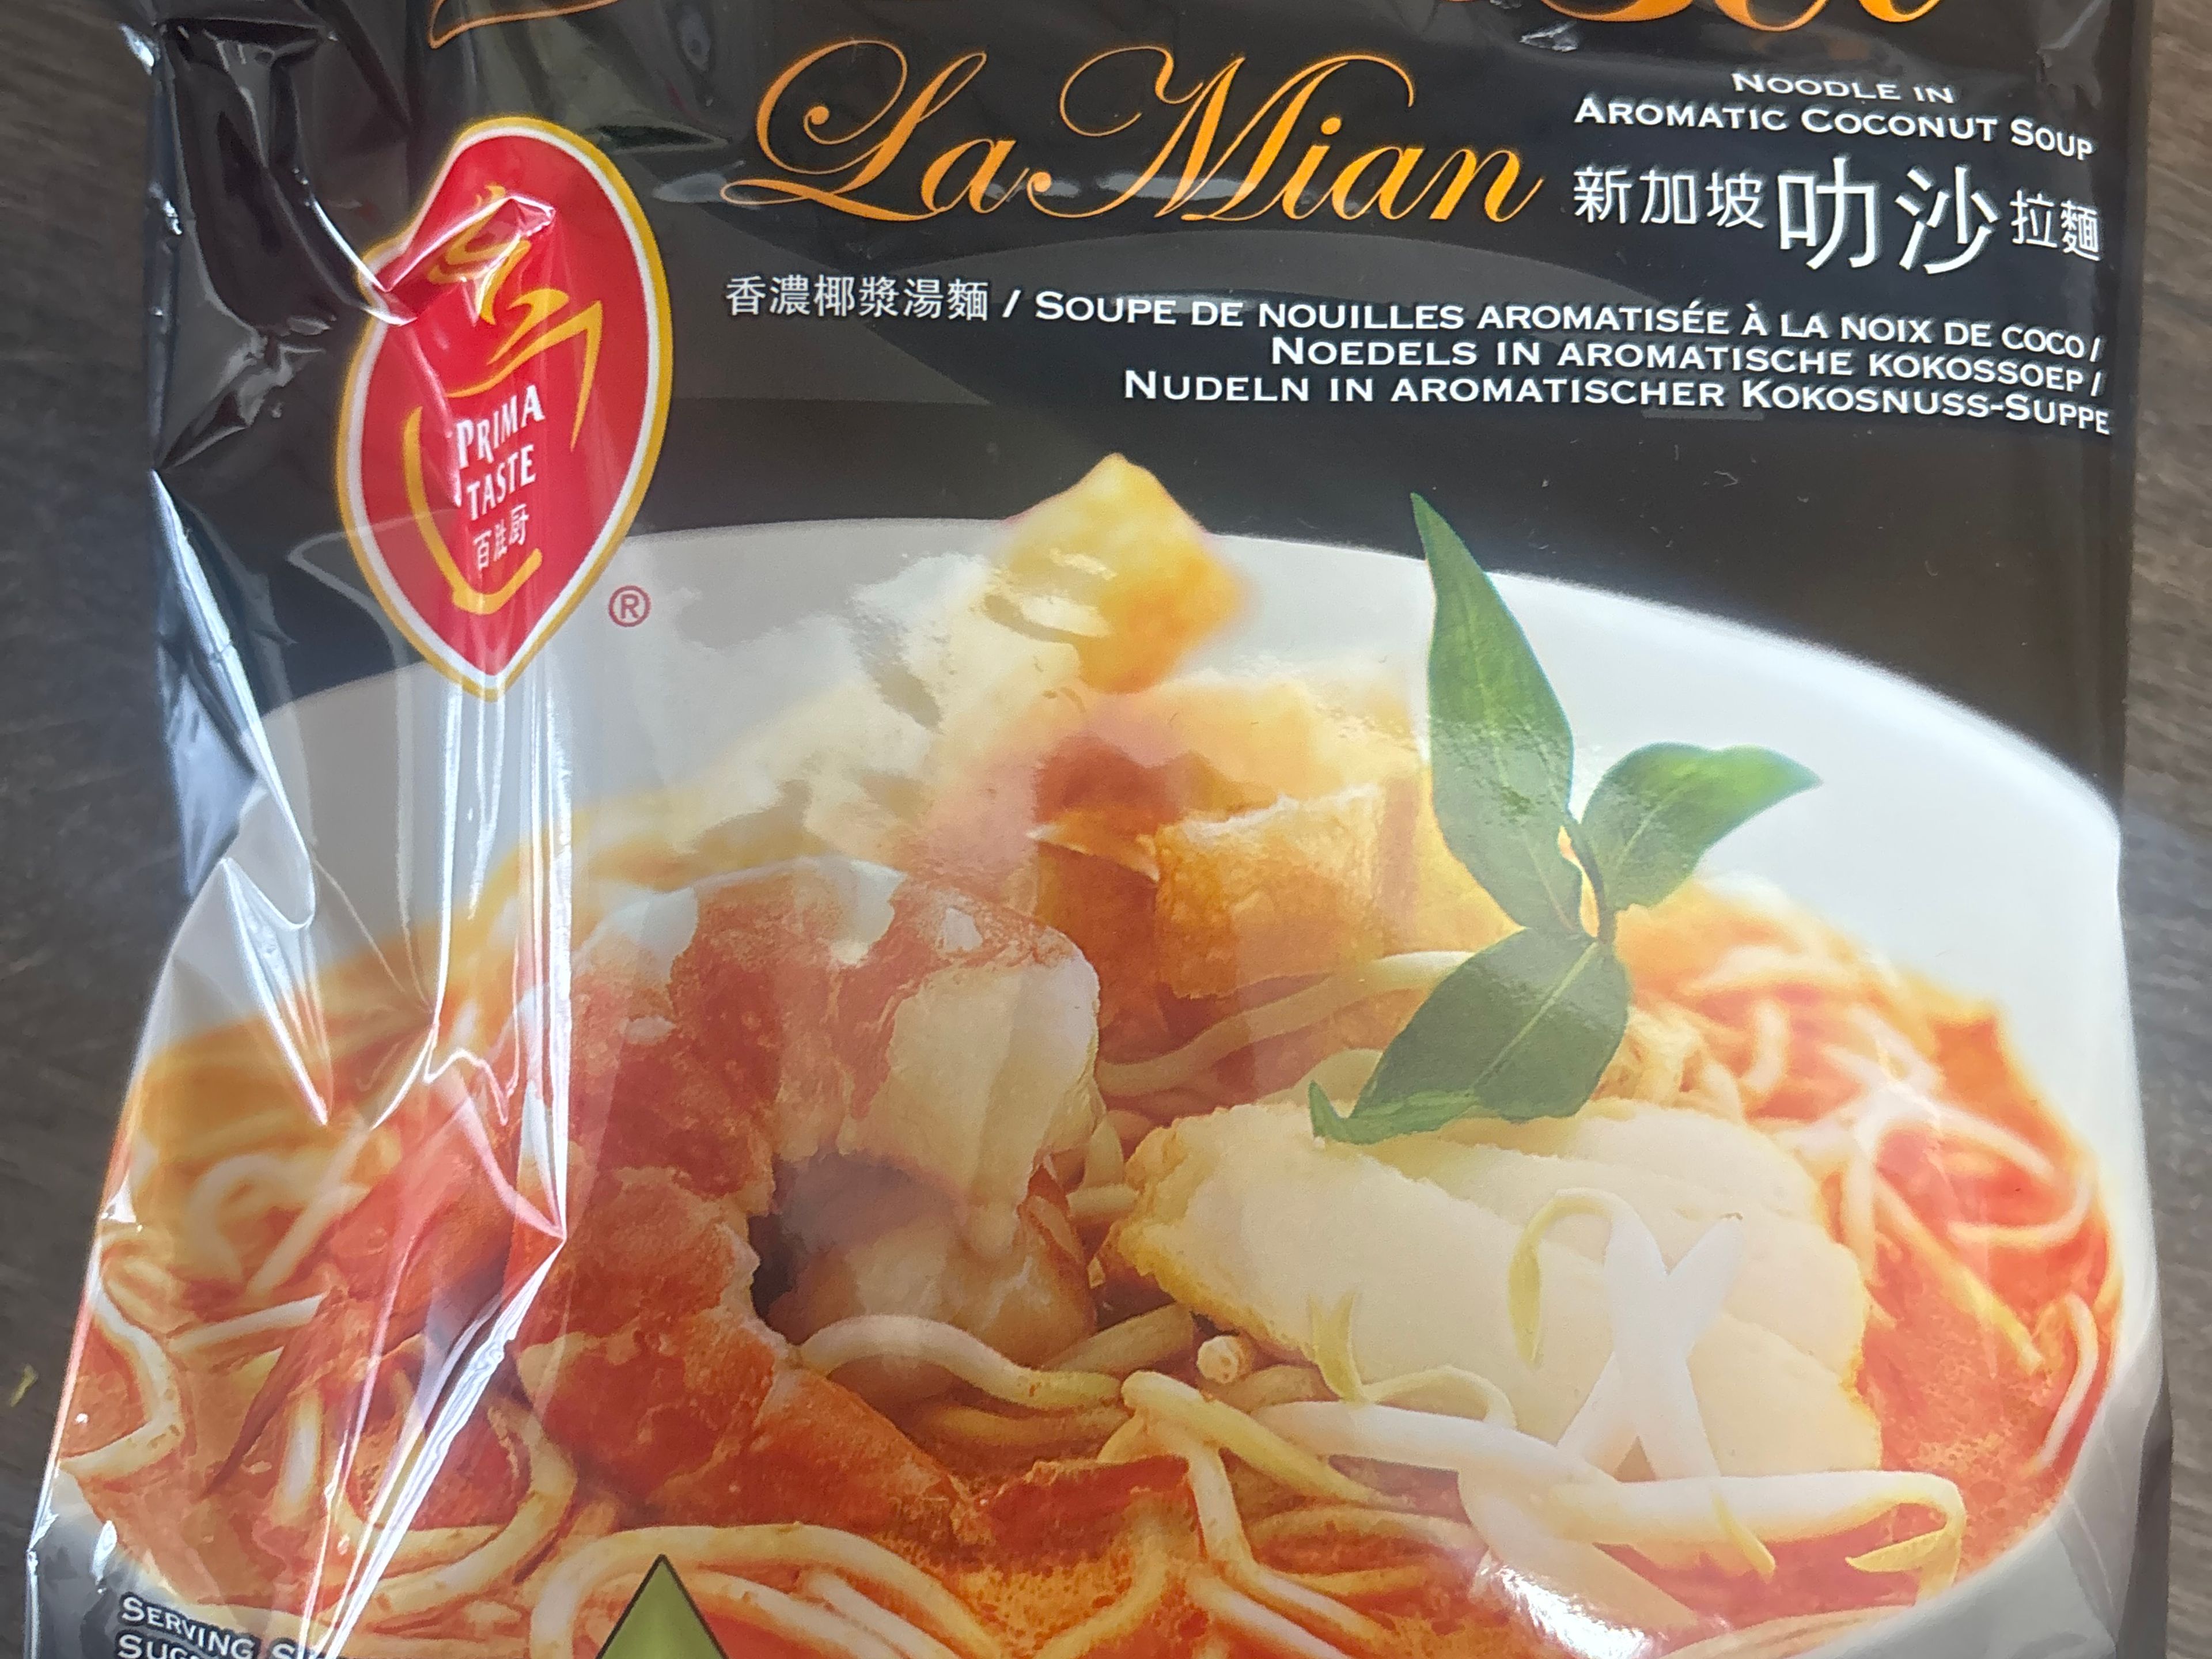 La Mian
NOODLE IN
AROMATIC COCONUT SOUP
新加坡叻沙拉麵
香濃椰漿湯麵 / SOUPE DE NOUILLES AROMATISÉE À LA NOIX DE COCO /
NOEDELS IN AROMATISCHE KOKOSSOEP /
NUDELN IN AROMATISCHER KOKOSNUSS-SUPPE
PRIMA
TASTE
百胜厨
®
SERVING